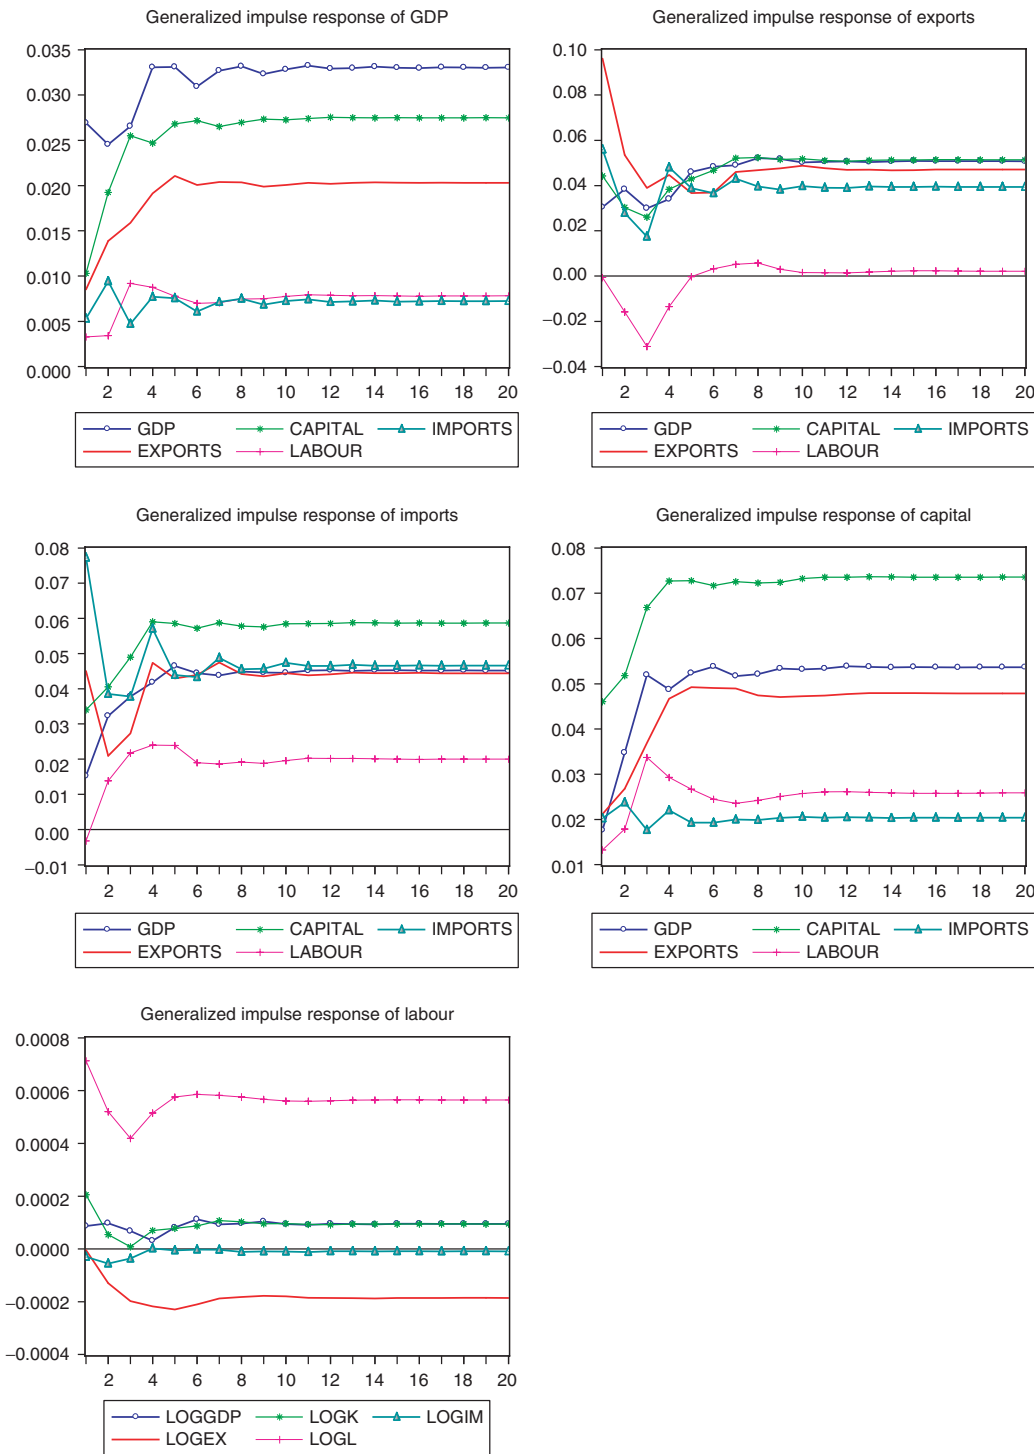 Generalized impulse response of GDP
0.035
0.030
0.025
0.020
0.015
0.010
0.005
0.000
2 4 6 8 10 12 14 16 18 20
GDP CAPITAL IMPORTS
EXPORTS LABOUR
Generalized impulse response of exports
0.10
0.06
0.06
0.04
0.02
0.00
−0.02
−0.04
2 4 6 8 10 12 14 16 18 20
GDP CAPITAL IMPORTS
EXPORTS LABOUR
Generalized impulse response of imports
0.08
0.07
0.06
0.05
0.04
0.03
0.02
0.00
−0.01
2 4 6 8 10 12 14 16 18 20
GDP CAPITAL IMPORTS
EXPORTS LABOUR
Generalized impulse response of capital
0.08
0.07
0.06
0.05
0.04
0.03
0.02
0.01
2 4 6 8 10 12 14 16 18 20
GDP CAPITAL IMPORTS
EXPORTS LABOUR
Generalized impulse response of labour
0.0008
0.0006
0.0004
0.0002
0.0000
−0.0002
−0.0004
2 4 6 8 10 12 14 16 18 20
LOGGDP LOGK LOGIM
LOGEX LOGL